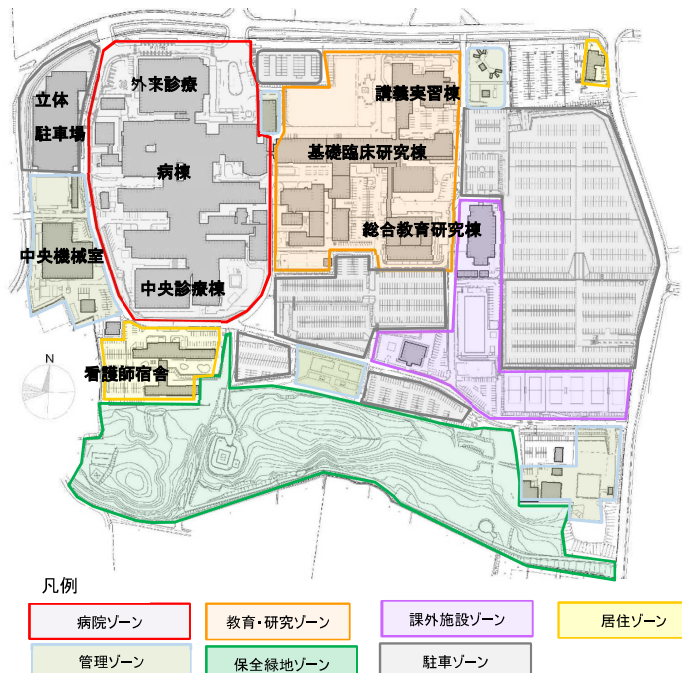 外来診療
講義実習棟
立体
駐車場
基礎臨床研究棟
病棟
総合教育研究棟
中央機械室
中央診療棟
N
看護師宿舎
凡例
病院ゾーン
教育・研究ゾーン
課外施設ゾーン
居住ゾーン
管理ゾーン
保全緑地ゾーン
駐車ゾーン